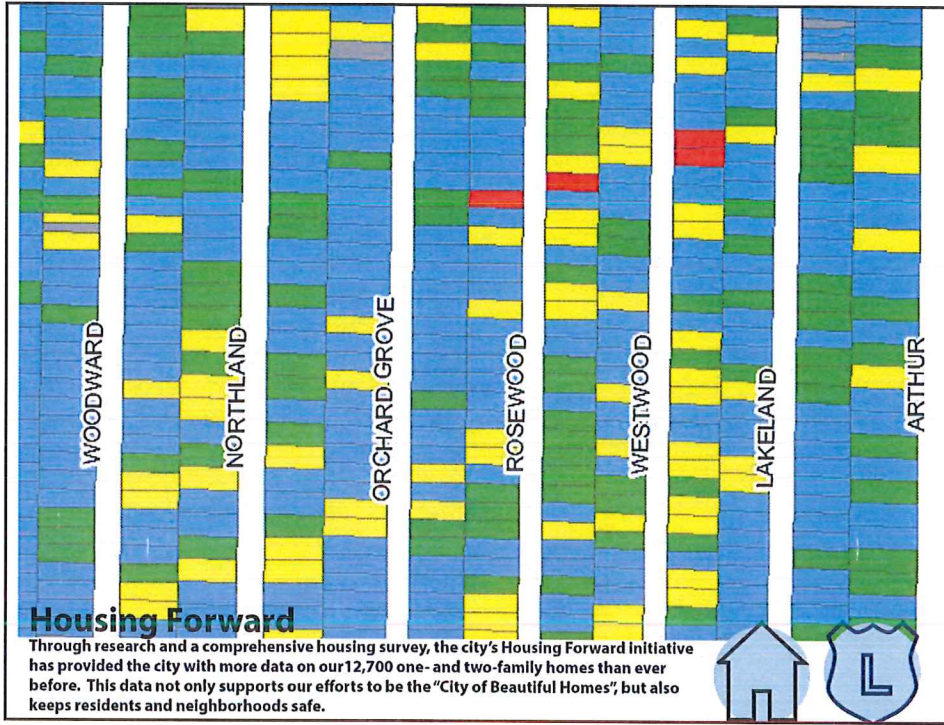 WOODWARD
NORTHLAND
ORCHARD GROVE
ROSEWOOD
WESTWOOD
LAKELAND
ARTHUR
Housing Forward
Through research and a comprehensive housing survey, the city's Housing Forward initiative
has provided the city with more data on our12,700 one- and two-family homes than ever
before. This data not only supports our efforts to be the "City of Beautiful Homes", but also
keeps residents and neighborhoods safe.
L